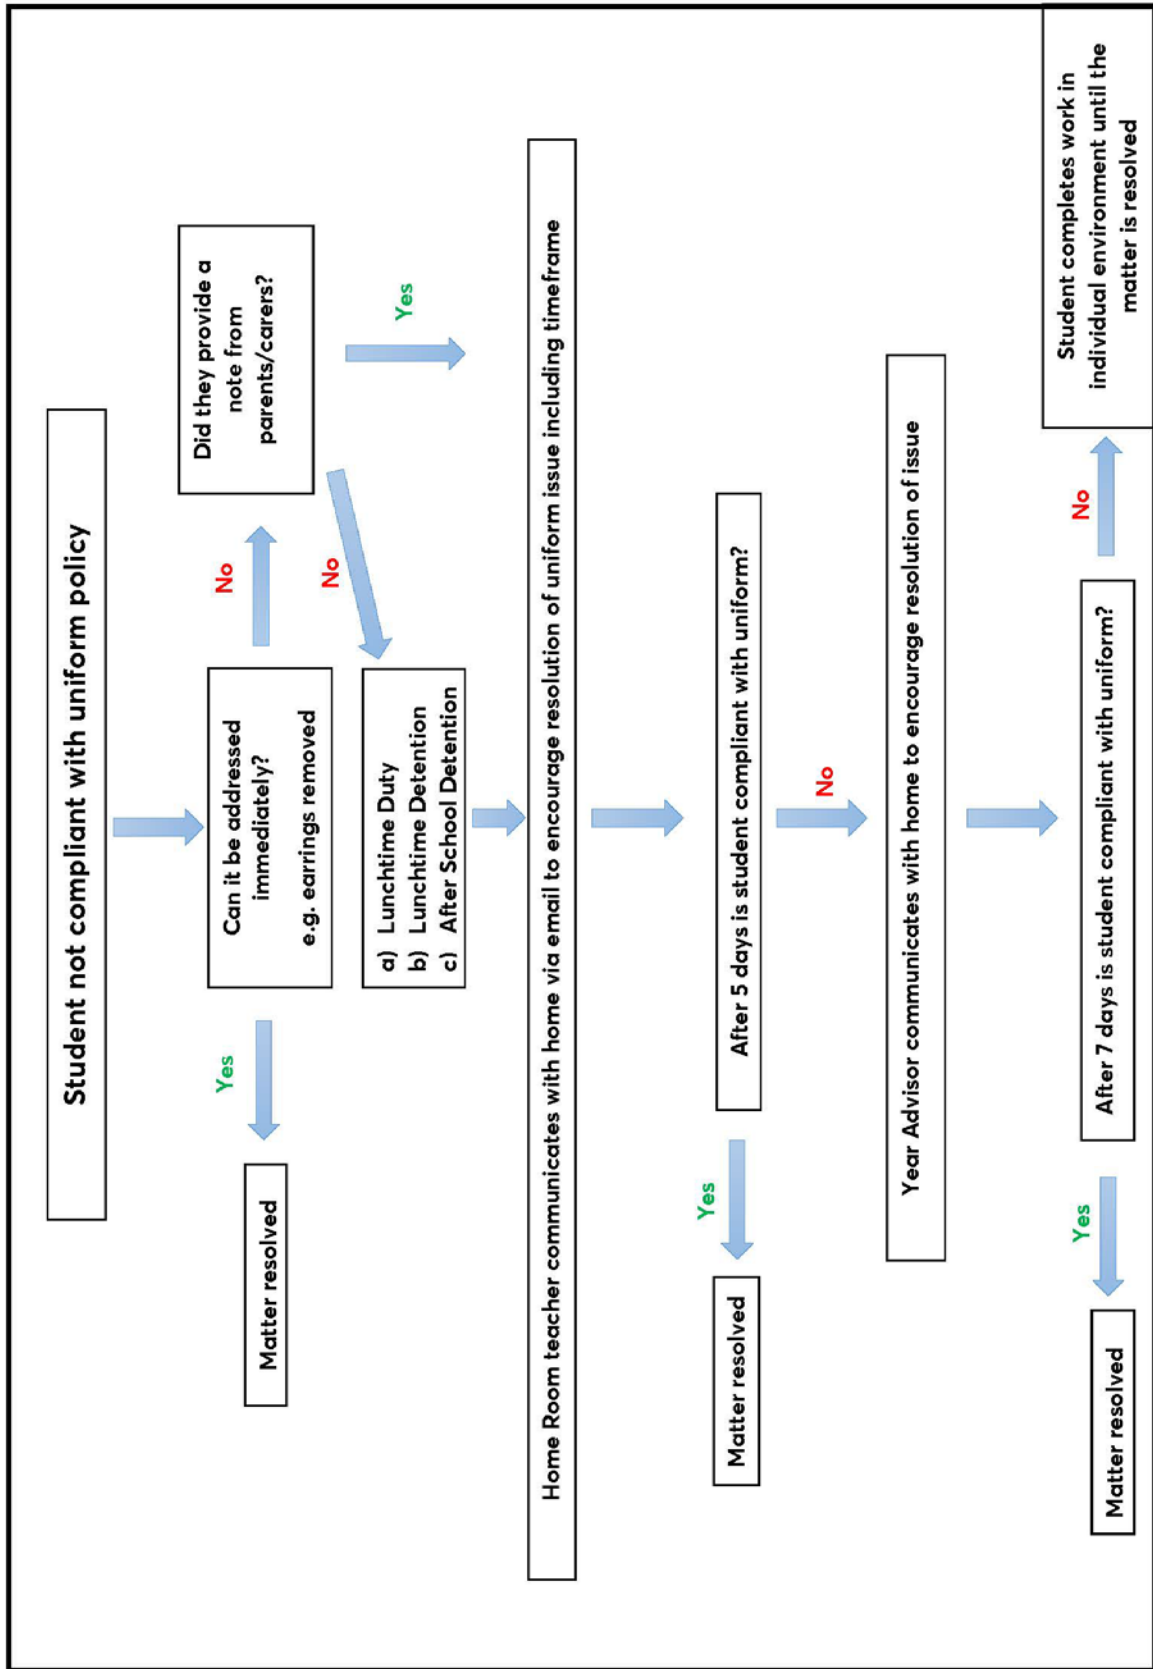 Student not compliant with uniform policy
Can it be addressed
immediately?
e.g. earrings removed
Yes
Matter resolved
No
Did they provide a
note from
parents/carers?
No
Yes
a) Lunchtime Duty
b) Lunchtime Detention
c) After School Detention
Home Room teacher communicates with home via email to encourage resolution of uniform issue including timeframe
After 5 days is student compliant with uniform?
Yes
Matter resolved
No
Year Advisor communicates with home to encourage resolution of issue
After 7 days is student compliant with uniform?
Yes
Matter resolved
No
Student completes work in
individual environment until the
matter is resolved